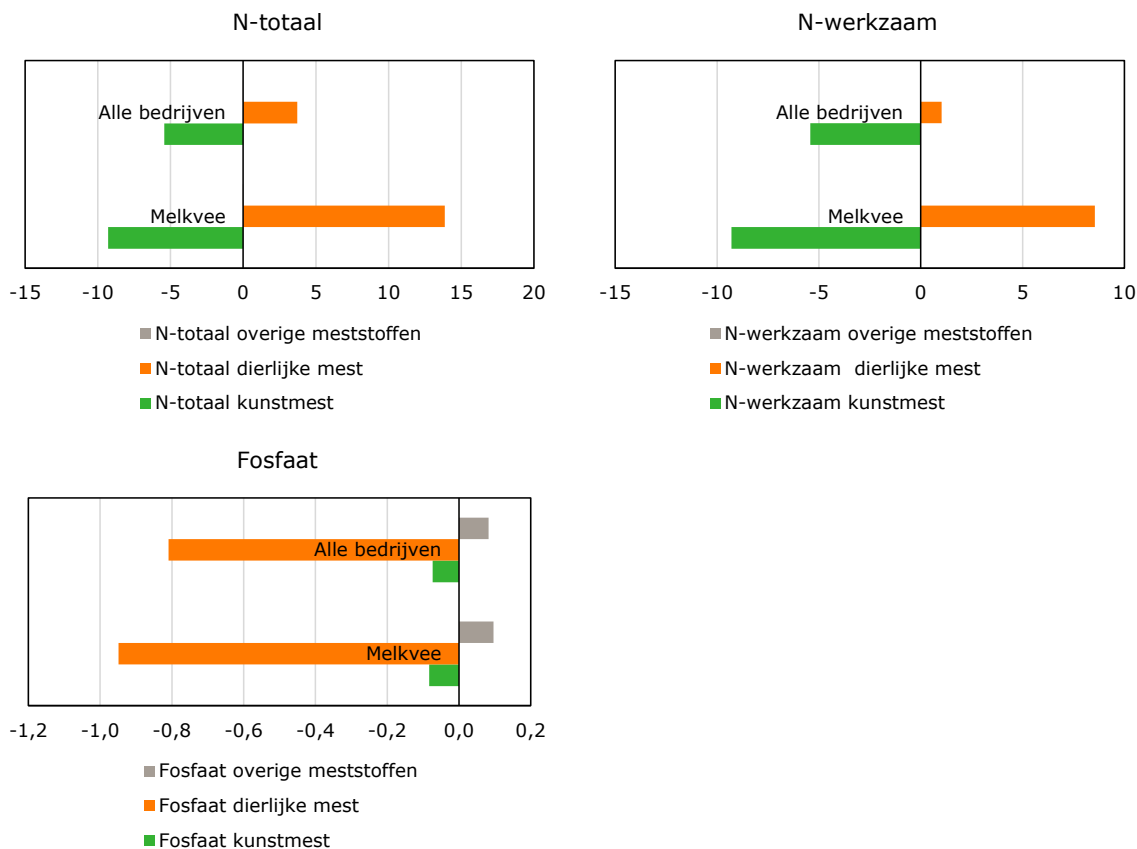 N-totaal
Alle bedrijven
Melkvee
-15 -10 -5 0 5 10 15 20
N-totaal overige meststoffen
N-totaal dierlijke mest
N-totaal kunstmest
N-werkzaam
Alle bedrijven
Melkvee
-15 -10 -5 0 5 10
N-werkzaam overige meststoffen
N-werkzaam dierlijke mest
N-werkzaam kunstmest
Fosfaat
Alle bedrijven
Melkvee
-1,2 -1,0 -0,8 -0,6 -0,4 -0,2 0,0 0,2
Fosfaat overige meststoffen
Fosfaat dierlijke mest
Fosfaat kunstmest